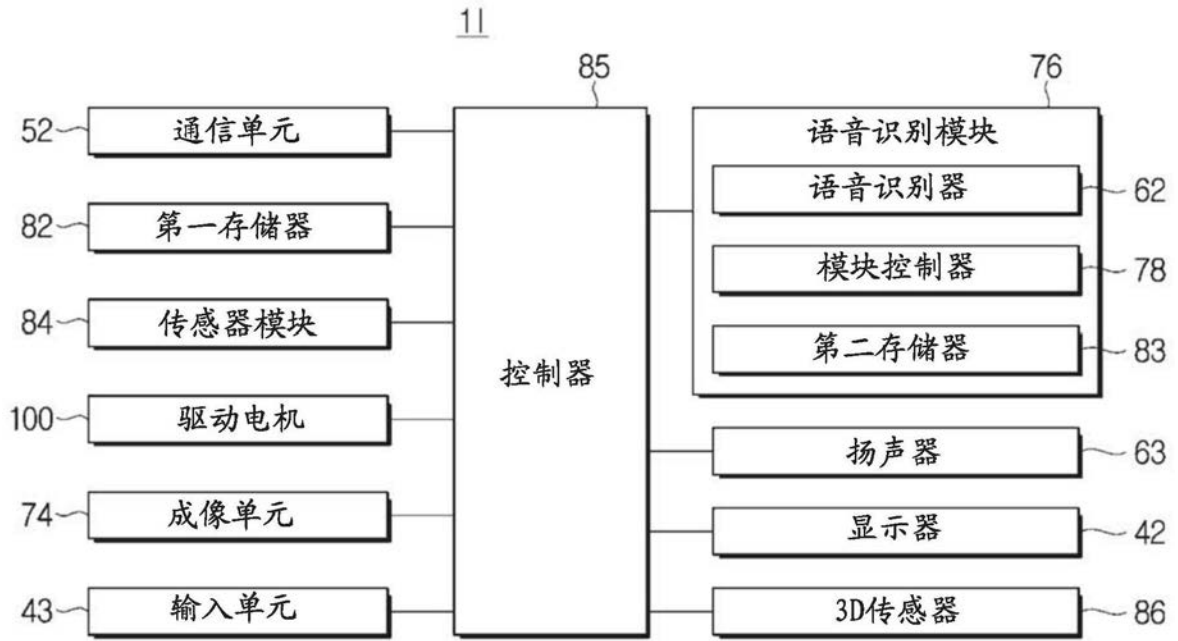 11
85
76
52
通信单元
82
第一存储器
84
传感器模块
100
驱动电机
74
成像单元
43
输入单元
控制器
语音识别模块
语音识别器
62
模块控制器
78
第二存储器
83
扬声器
63
显示器
42
3D传感器
86